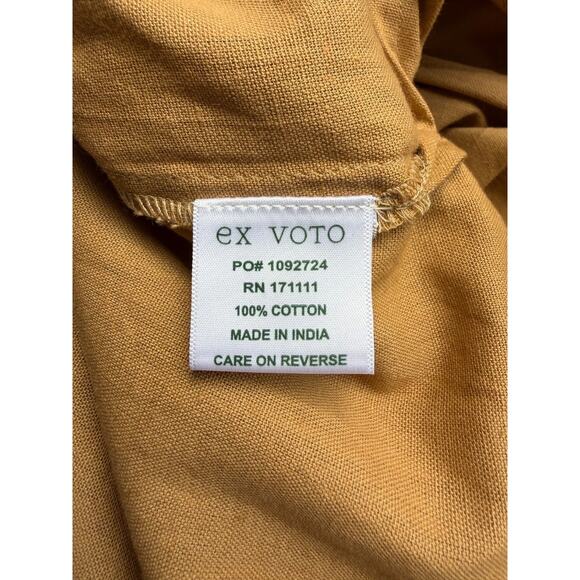 ex VOTO
PO# 1092724
RN 171111
100% COTTON
MADE IN INDIA
CARE ON REVERSE